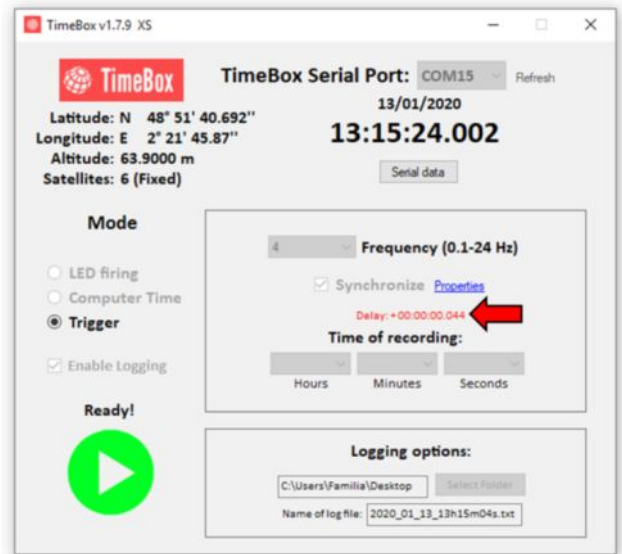 TimeBox v1.7.9 XS
TimeBox
TimeBox Serial Port: COM15 Refresh
13/01/2020
13:15:24.002
Serial data
Latitude: N 48° 51' 40.692''
Longitude: E 2° 21' 45.87''
Altitude: 63.9000 m
Satellites: 6 (Fixed)
Mode
LED firing
Computer Time
Trigger
Enable Logging
Ready!
4 Frequency (0.1-24 Hz)
Synchronize Properties
Delay: +00:00:00.044
Time of recording:
Hours Minutes Seconds
Logging options:
C:\Users\Familia\Desktop Select Folder
Name of log file: 2020_01_13_13h15m04s.txt